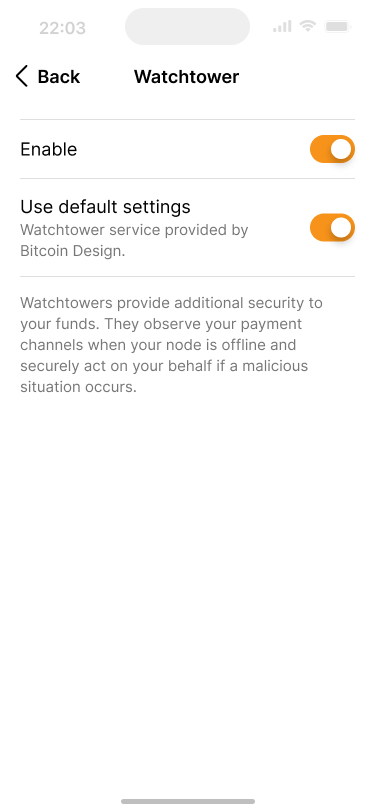 22:03
Back
Watchtower
Enable
Use default settings
Watchtower service provided by
Bitcoin Design.
Watchtowers provide additional security to
your funds. They observe your payment
channels when your node is offline and
securely act on your behalf if a malicious
situation occurs.